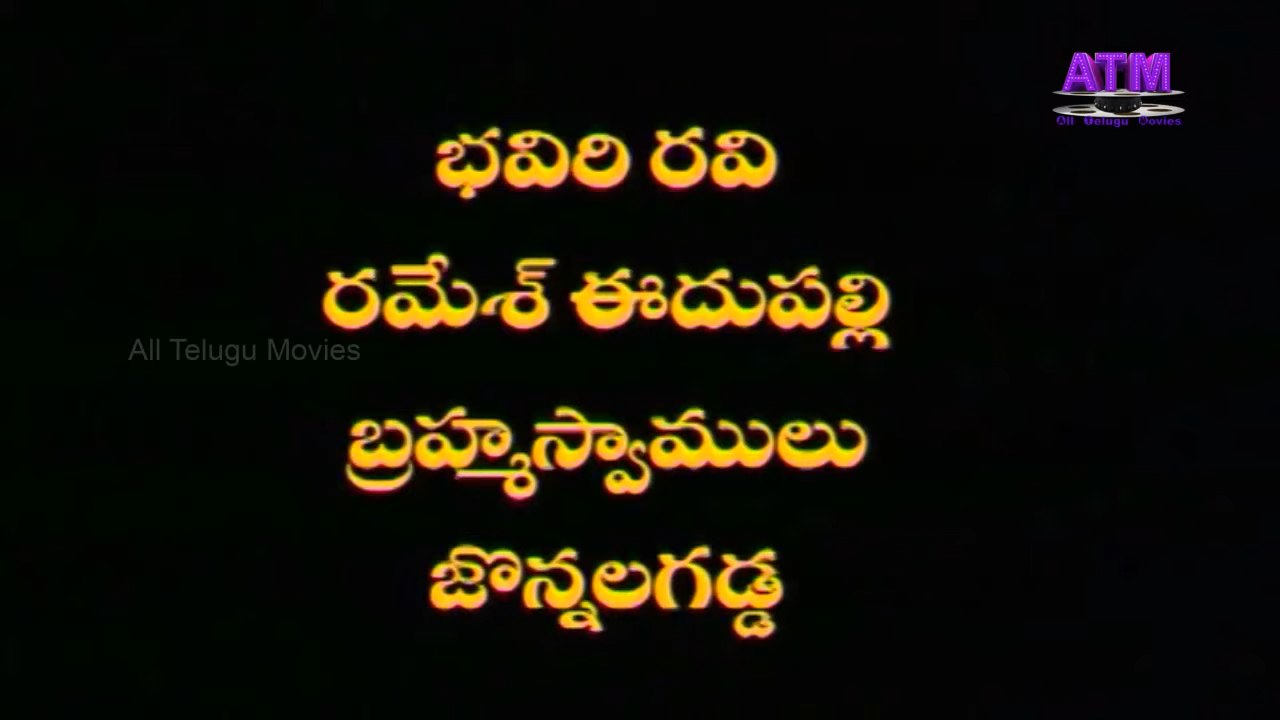 ATM
All Telugu Movies
భవిరి రవి
రమేశ్ ఈదుపల్లి
All Telugu Movies
బ్రహ్మస్వాములు
జొన్నలగడ్డ